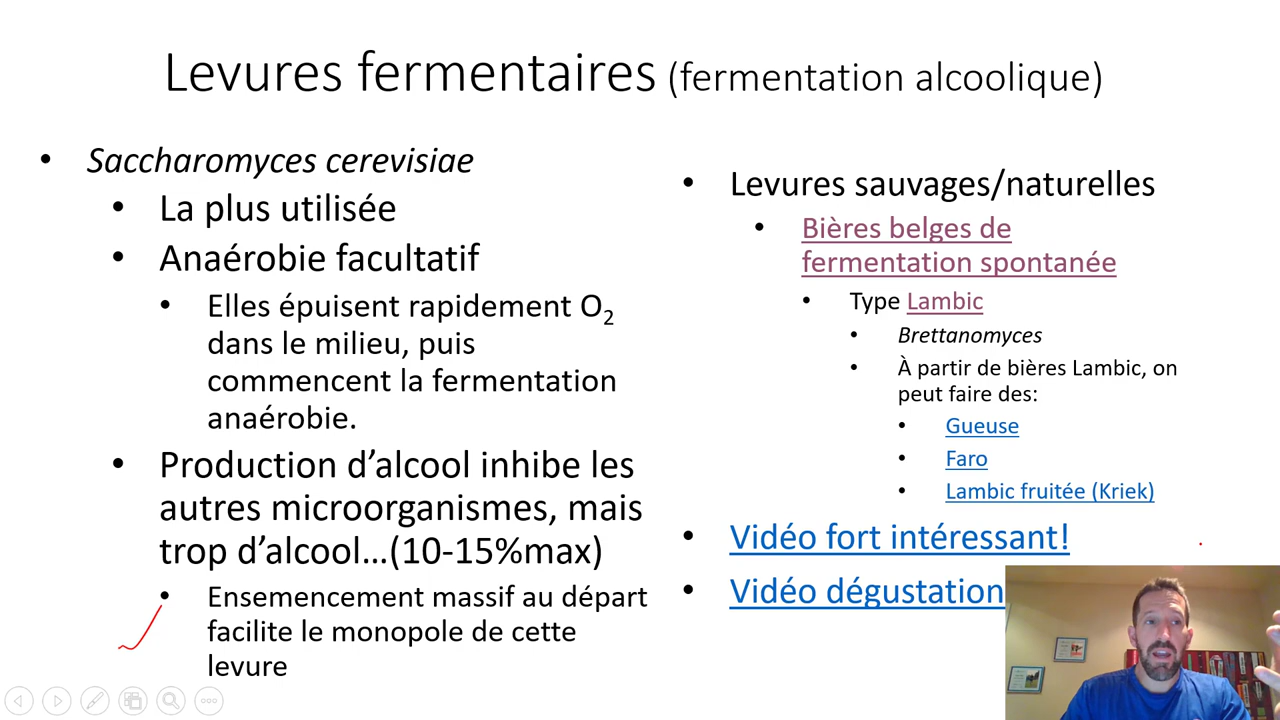 Levures fermentaires (fermentation alcoolique)
• Saccharomyces cerevisiae
• La plus utilisée
• Anaérobie facultatif
• Elles épuisent rapidement O₂
dans le milieu, puis
commencent la fermentation
anaérobie.
• Production d’alcool inhibe les
autres microorganismes, mais
trop d’alcool…(10-15%max)
• Ensemencement massif au départ
facilite le monopole de cette
levure
• Levures sauvages/naturelles
• Bières belges de
fermentation spontanée
• Type Lambic
• Brettanomyces
• À partir de bières Lambic, on
peut faire des:
• Gueuse
• Faro
• Lambic fruitée (Kriek)
• Vidéo fort intéressant!
• Vidéo dégustation